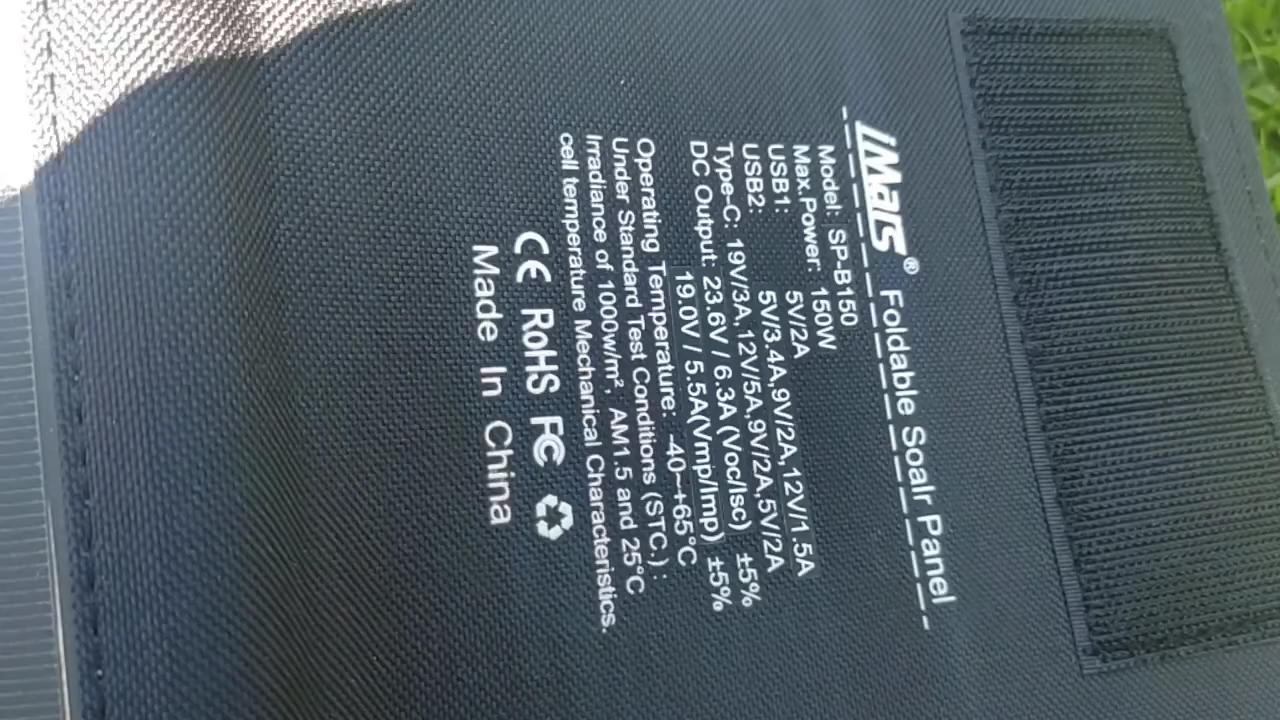 iMars® Foldable Soalr Panel
Model: SP-B150
Max.Power: 150W
USB1: 5V/2A
USB2: 5V/3.4A,9V/2A,12V/1.5A
Type-C: 19V/3A,12V/5A,9V/2A,5V/2A
DC Output: 23.6V / 6.3A (Voc/Isc) ±5%
19.0V / 5.5A(Vmp/Imp) ±5%
Operating Temperature: -40~+65°C
Under Standard Test Conditions (STC.) :
Irradiance of 1000w/m², AM1.5 and 25°C
cell temperature Mechanical Characteristics.
CE RoHS FC
Made In China